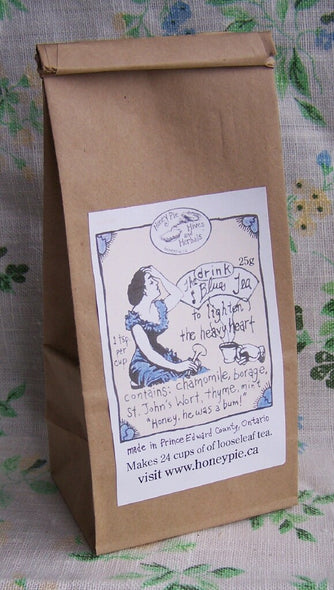 Honey Pie
Hives
and
Herbals
25g
The drink
of Blues Tea
to lighten
the heavy heart
1 tsp
per
cup
contains: chamomile, borage,
St. John's Wort, thyme, mint
"Honey, he was a bum!"
made in Prince Edward County, Ontario
Makes 24 cups of of looseleaf tea.
visit www.honeypie.ca